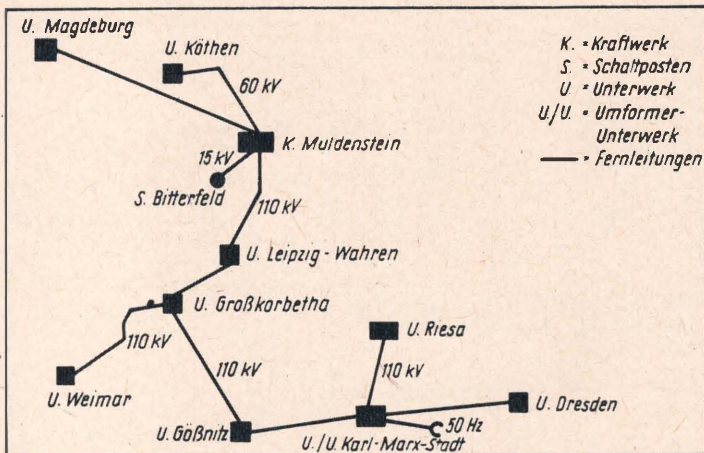 U. Magdeburg
U. Köthen
60 kV
K. = Kraftwerk
S. = Schaltposten
U. = Unterwerk
U./U. = Umformer-
Unterwerk
= Fernleitungen
K. Muldenstein
15 kV
S. Bitterfeld
110 kV
U. Leipzig-Wahren
U. Großkorbetha
110 kV
U. Weimar
110 kV
U. Riesa
110 kV
U. Dresden
50 Hz
U. Gößnitz
U./U. Karl-Marx-Stadt